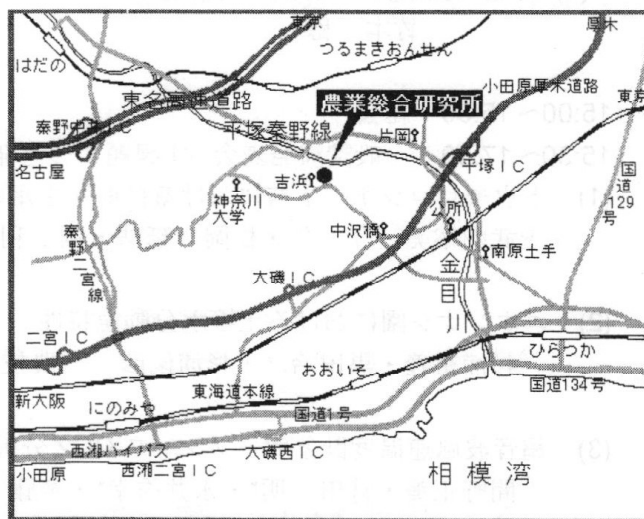 東京
厚木
つるまきおんせん
はだの
小田原厚木道路
東京
東名高速道路
農業総合研究所
秦野中井IC
平塚秦野線
片岡
名古屋
平塚IC
国道129号
吉浜
神奈川大学
公所
秦野二宮線
中沢橋
南原土手
金目川
大磯IC
二宮IC
ひらつか
おおいそ
新大阪
東海道本線
国道134号
にのみや
国道1号
西湘バイパス
大磯西IC
小田原
西湘二宮IC
相模湾